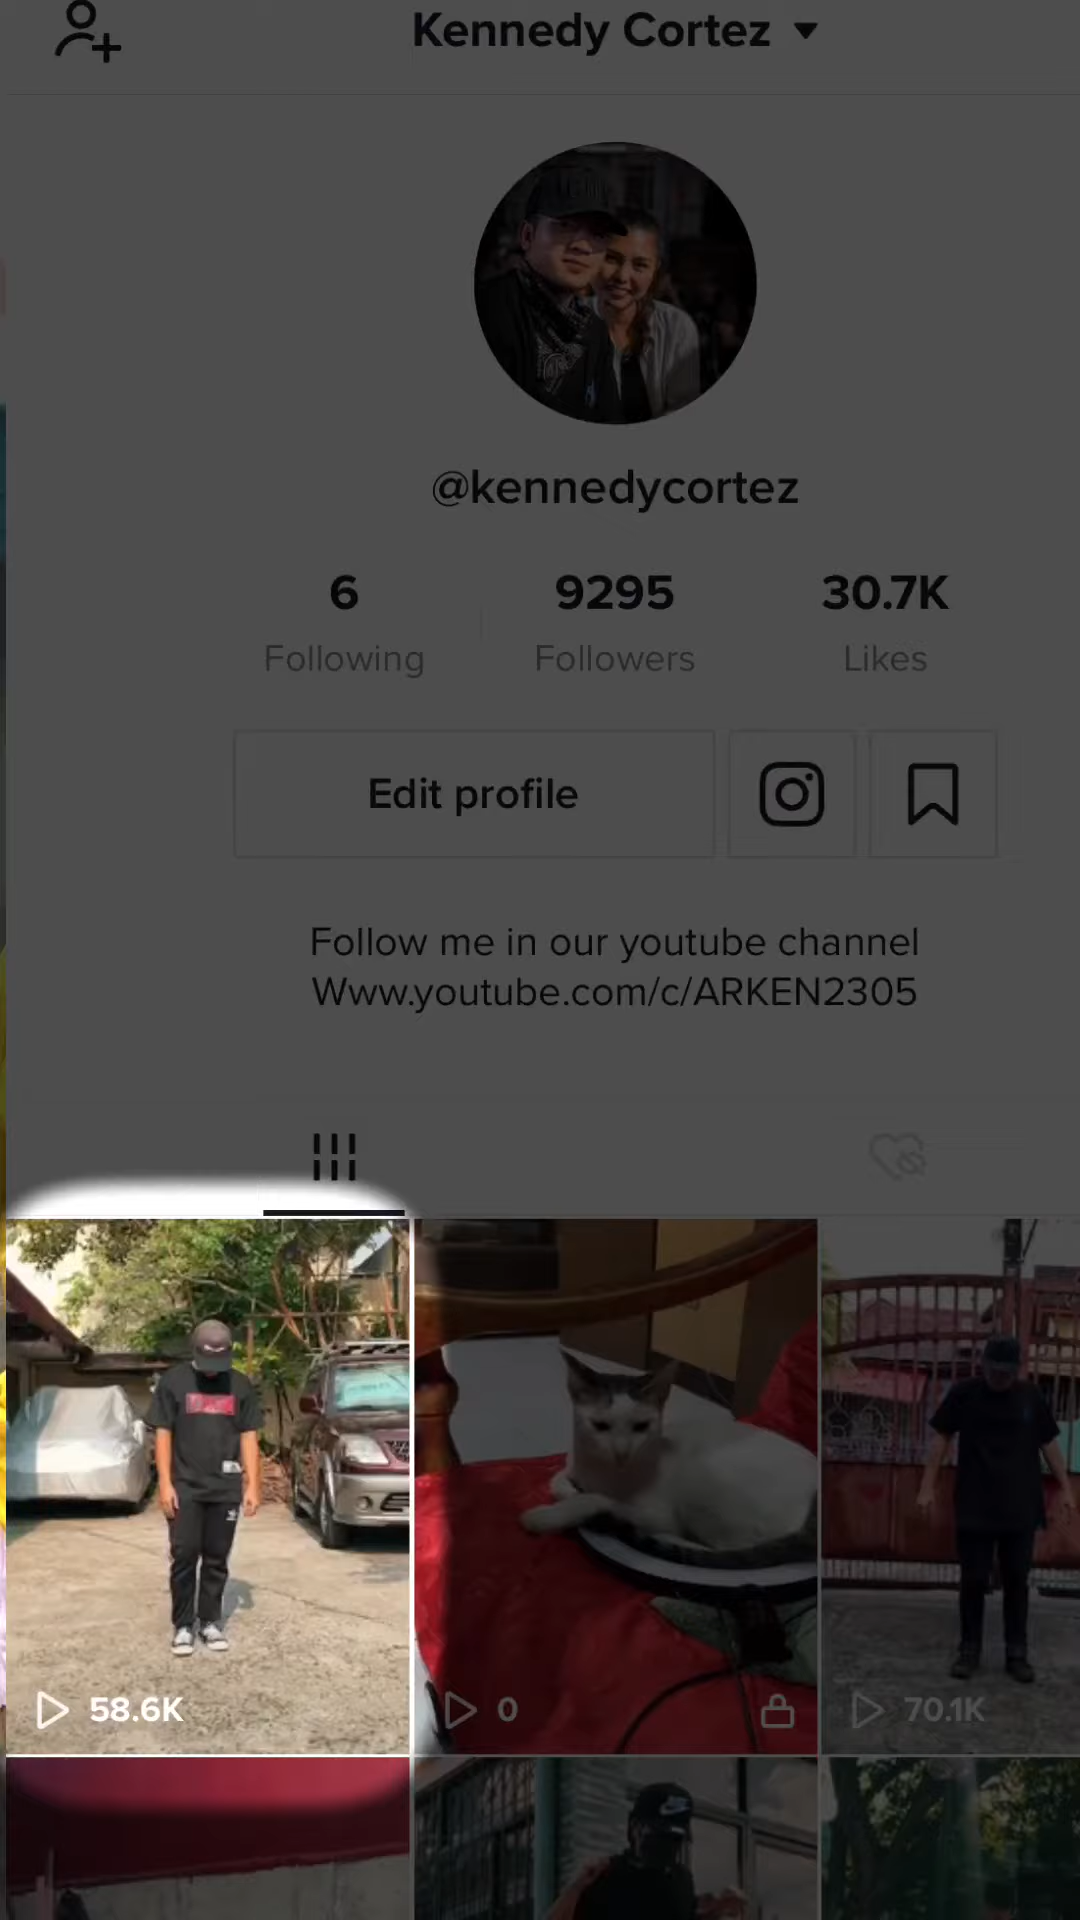 Kennedy Cortez
@kennedycortez
6 9295 30.7K
Following Followers Likes
Edit profile
Follow me in our youtube channel
Www.youtube.com/c/ARKEN2305
58.6K 0 70.1K